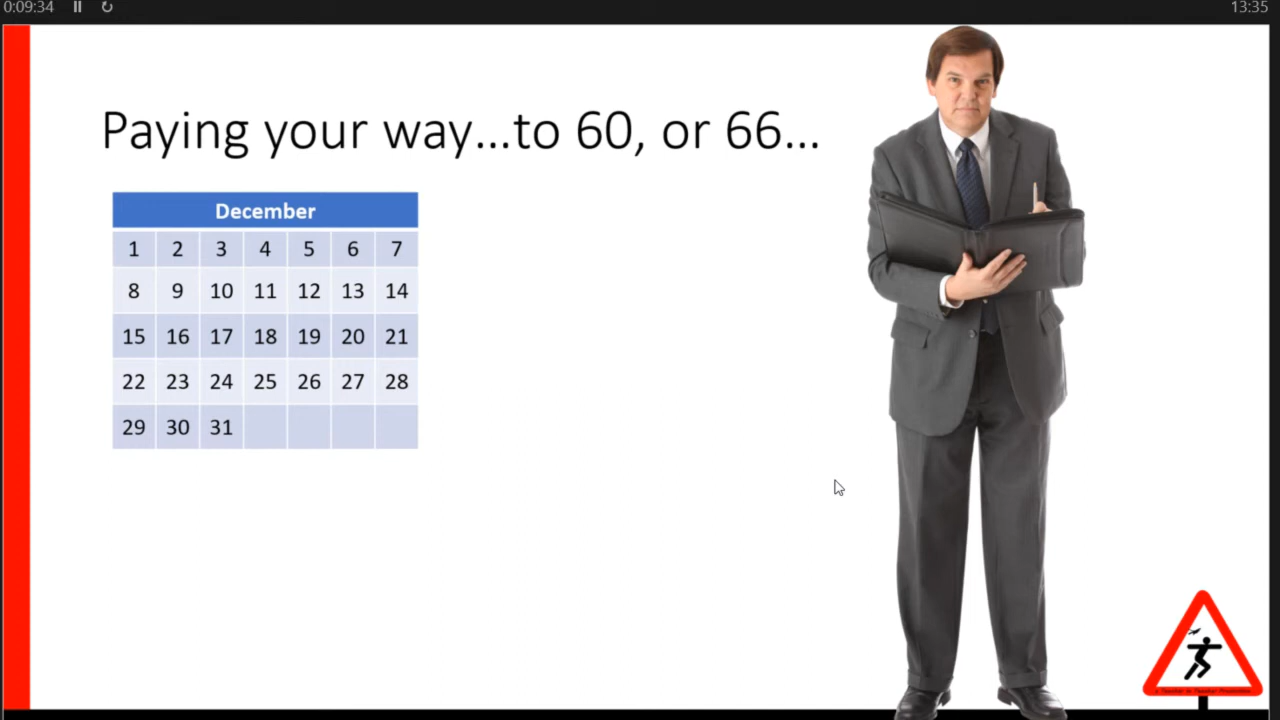 0:09:34
13:35
Paying your way...to 60, or 66...
December
1 2 3 4 5 6 7
8 9 10 11 12 13 14
15 16 17 18 19 20 21
22 23 24 25 26 27 28
29 30 31